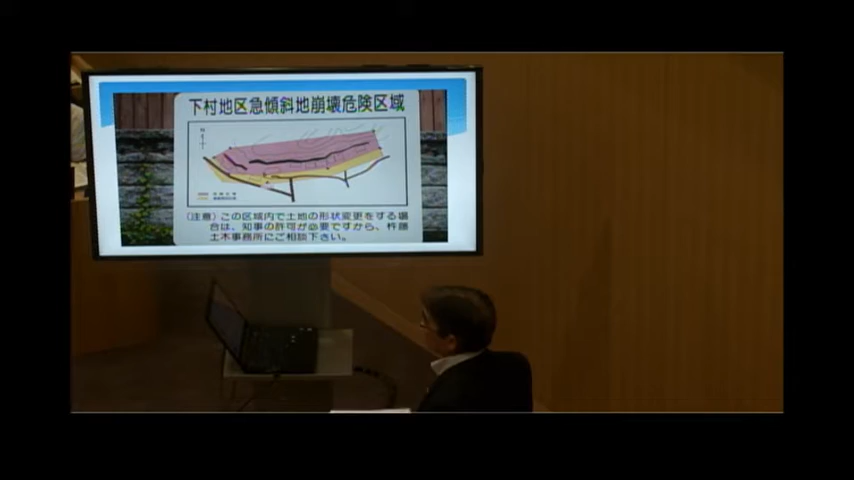 下村地区急傾斜地崩壊危険区域
N
(注意)この区域内で土地の形状変更をする場
合は、知事の許可が必要ですから、杵藤
土木事務所にご相談下さい。